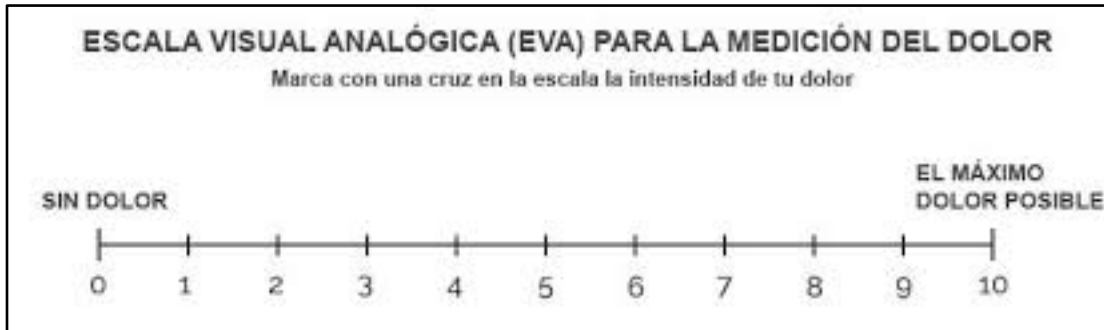 ESCALA VISUAL ANALÓGICA (EVA) PARA LA MEDICIÓN DEL DOLOR
Marca con una cruz en la escala la intensidad de tu dolor
SIN DOLOR
EL MÁXIMO
DOLOR POSIBLE
0 1 2 3 4 5 6 7 8 9 10